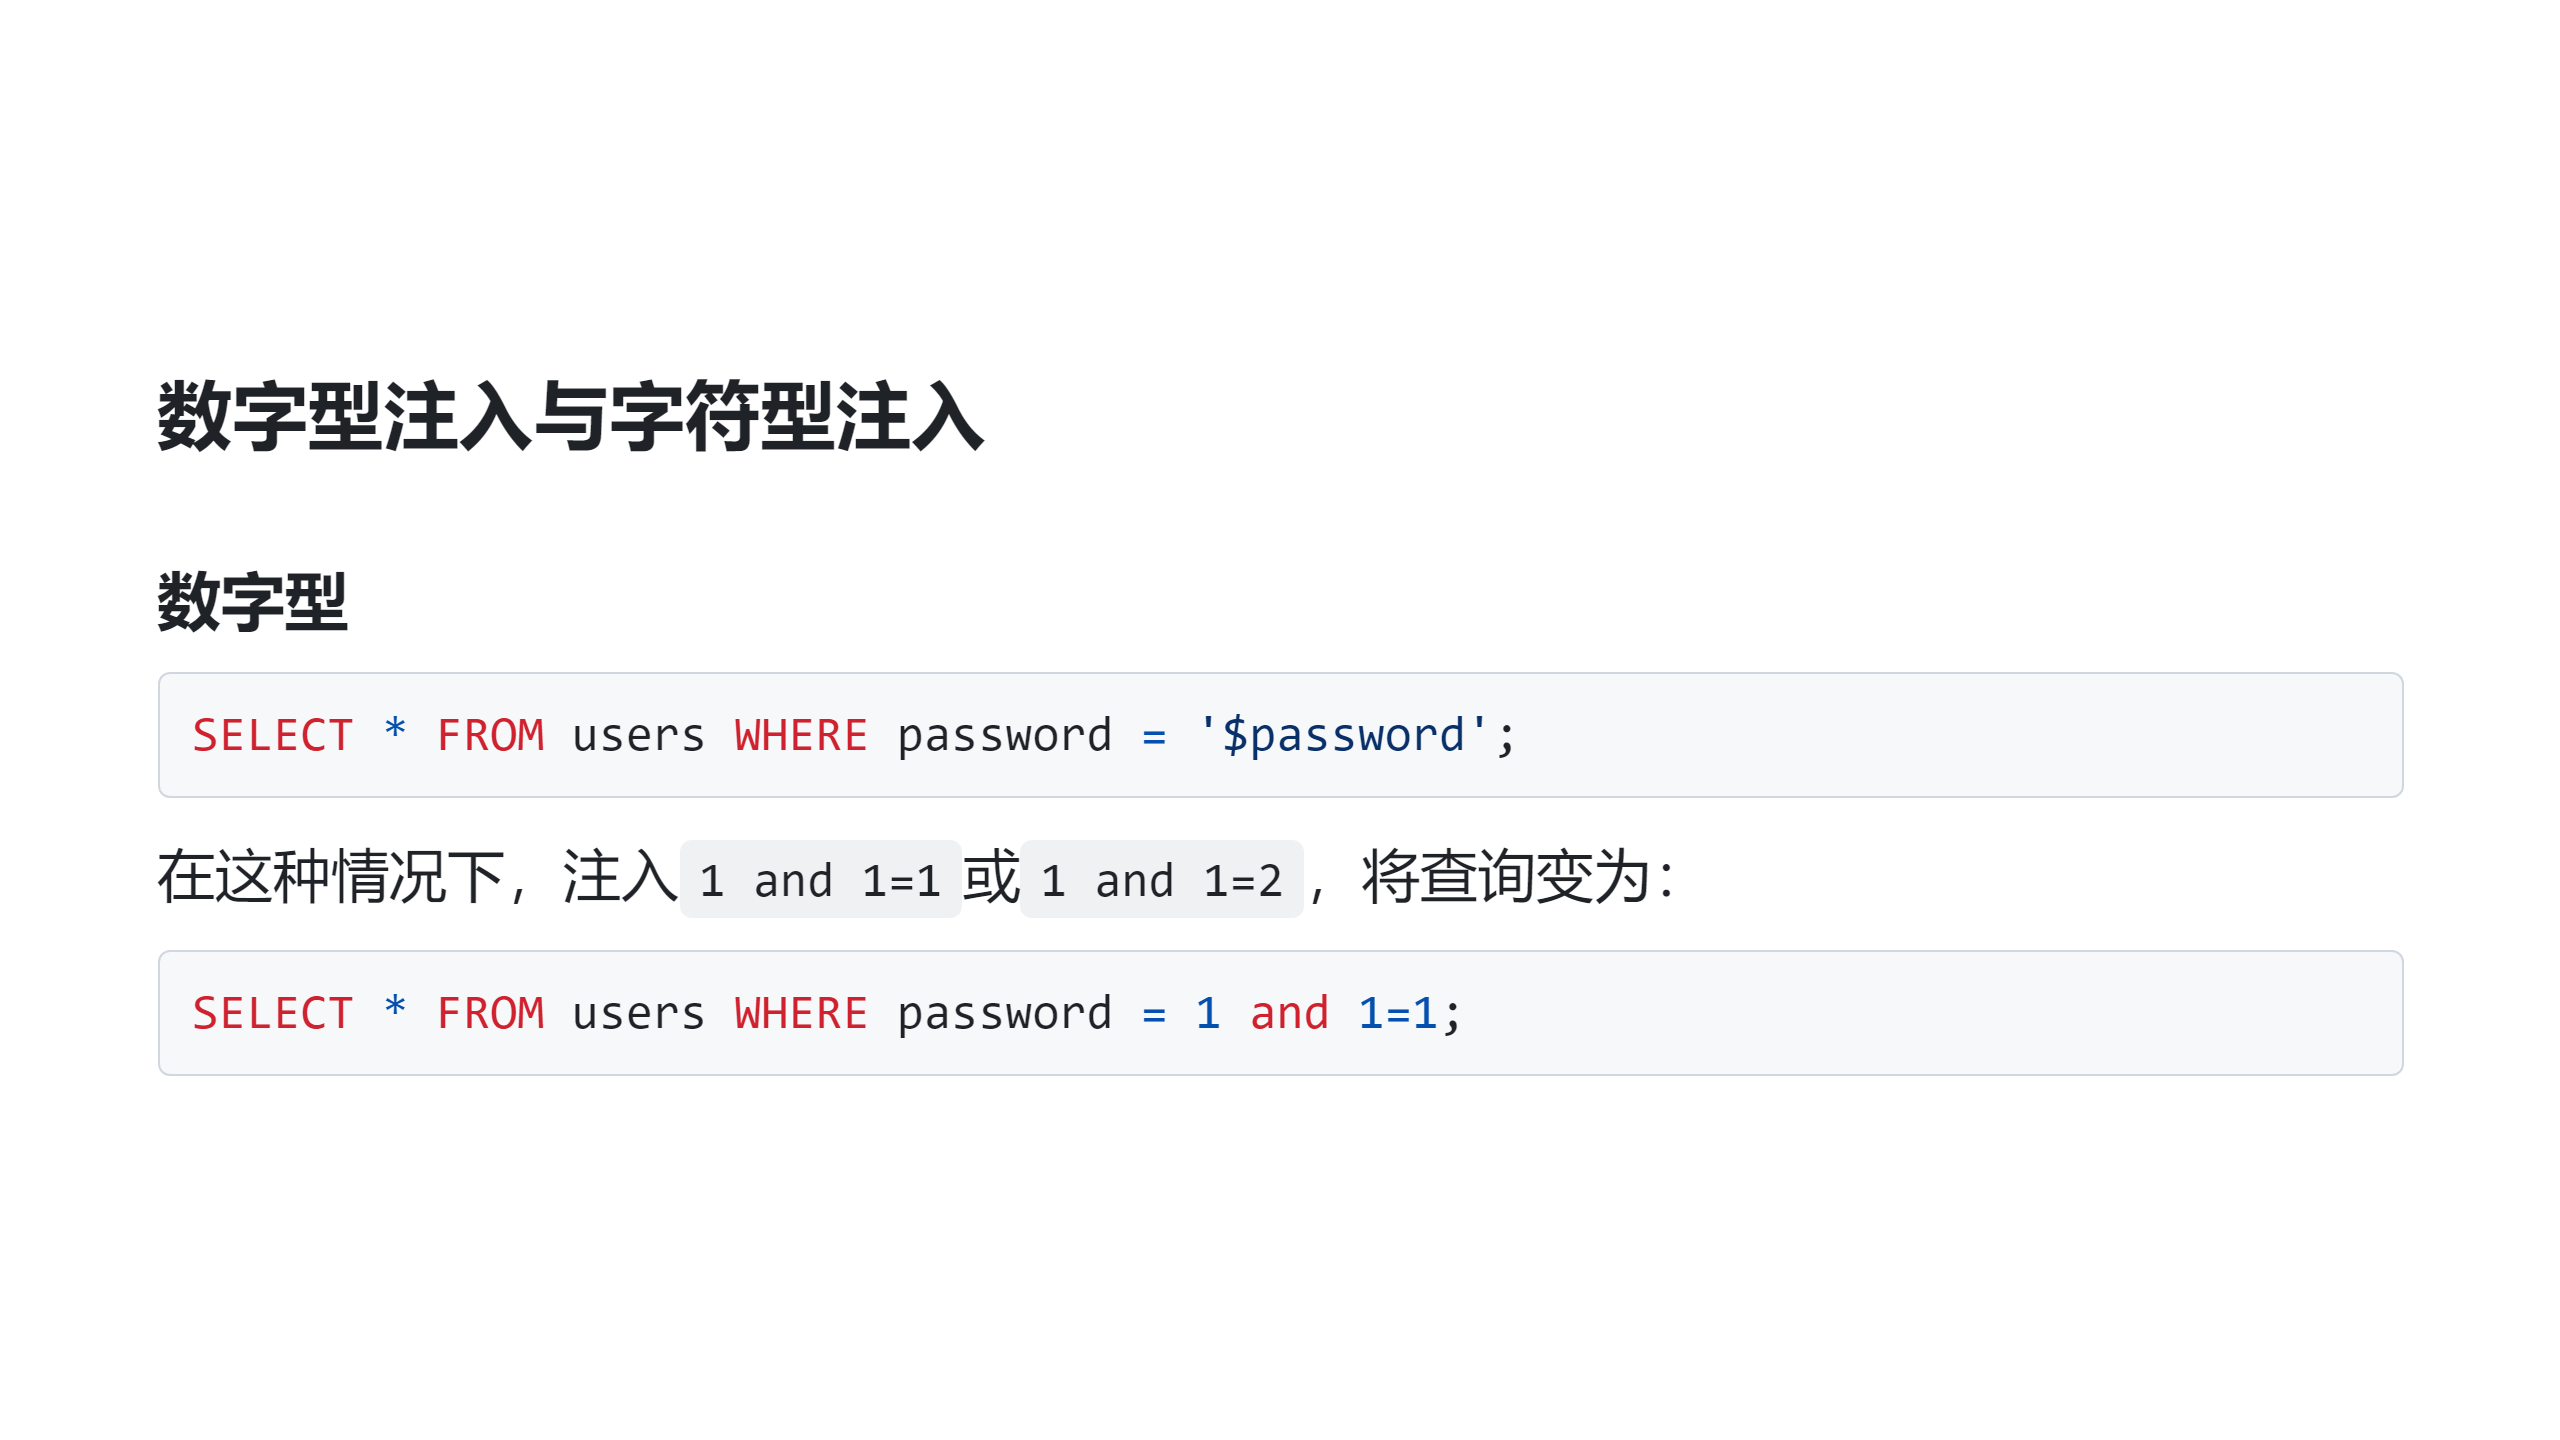 数字型注入与字符型注入
数字型
SELECT * FROM users WHERE password = '$password';
在这种情况下，注入 1 and 1=1 或 1 and 1=2 ，将查询变为：
SELECT * FROM users WHERE password = 1 and 1=1;